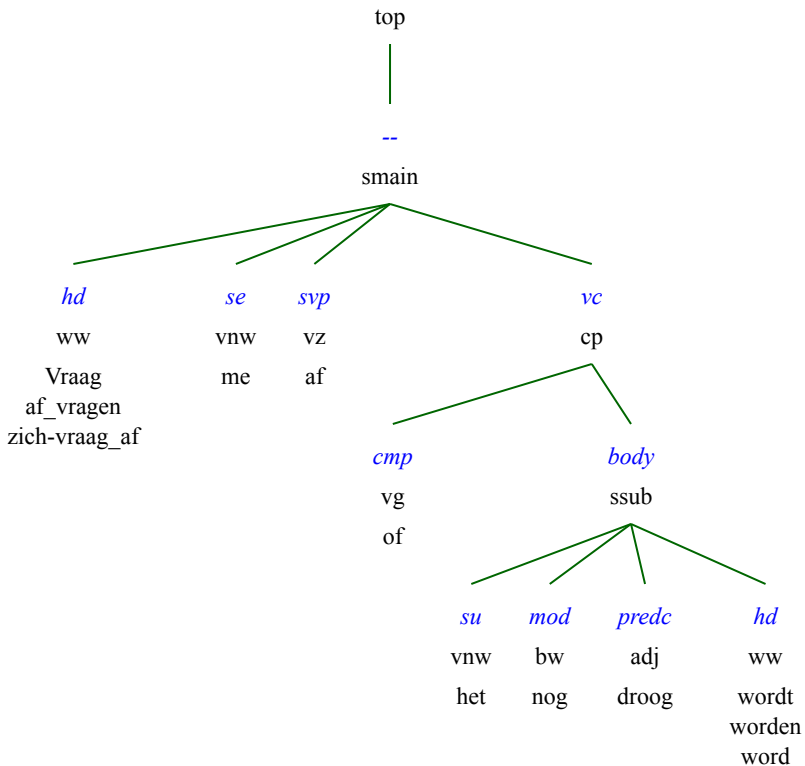 top
--
smain
hd se svp vc
ww vnw vz cp
Vraag me af
af_vragen
zich-vraag_af
cmp body
vg ssub
of
su mod predc hd
vnw bw adj ww
het nog droog wordt
worden
word